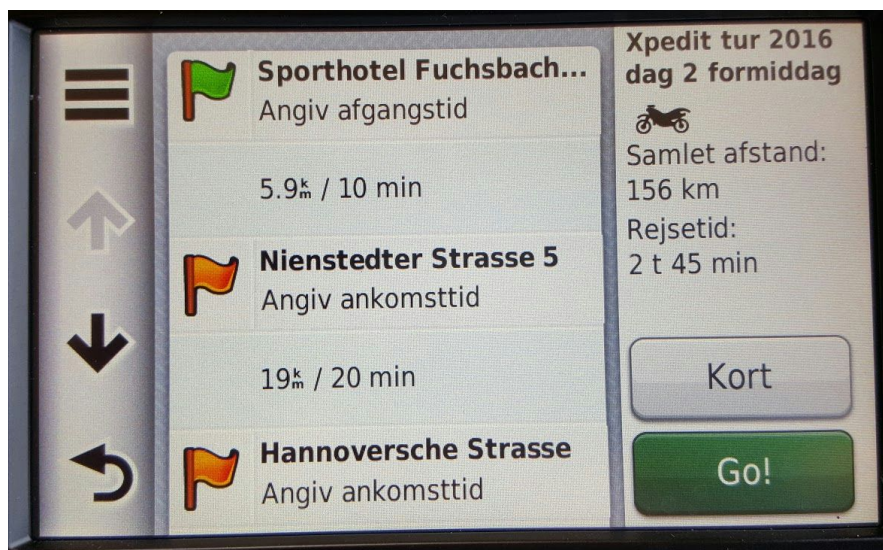 Sporthotel Fuchsbach...
Angiv afgangstid
5.9km / 10 min
Nienstedter Strasse 5
Angiv ankomsttid
19km / 20 min
Hannoversche Strasse
Angiv ankomsttid
Xpedit tur 2016
dag 2 formiddag
Samlet afstand:
156 km
Rejsetid:
2 t 45 min
Kort
Go!